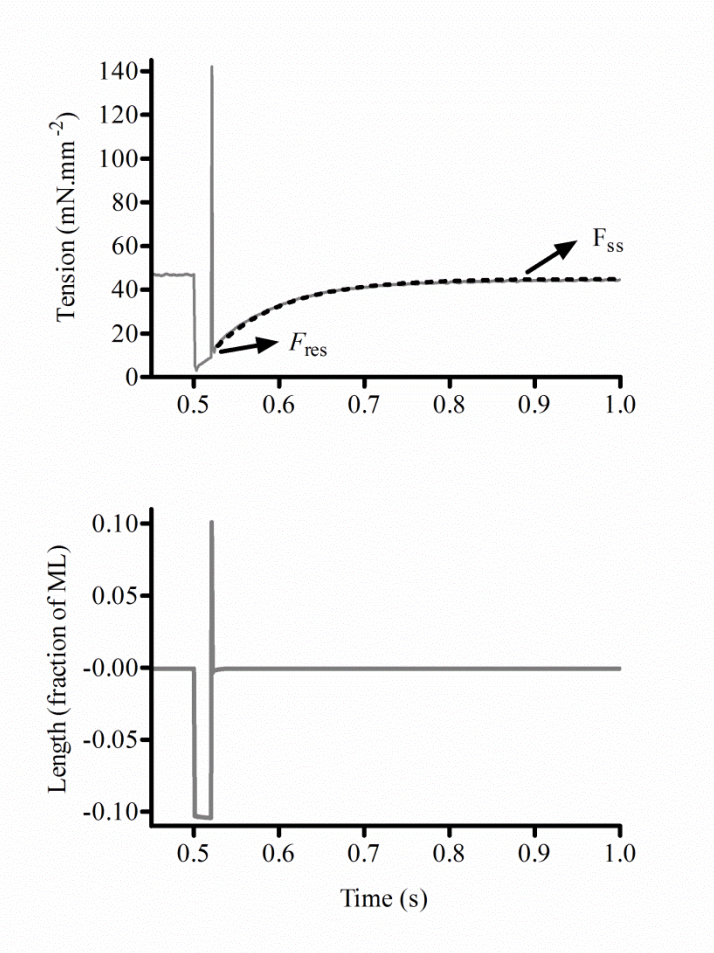 140
120
100
80
60
40
20
0
Tension (mN.mm-2)
Fss
Fres
0.5 0.6 0.7 0.8 0.9 1.0
0.10
0.05
-0.00
-0.05
-0.10
Length (fraction of ML)
0.5 0.6 0.7 0.8 0.9 1.0
Time (s)